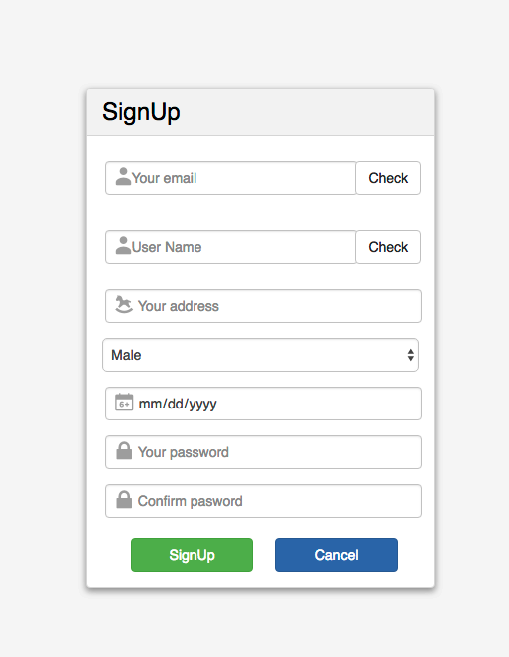 SignUp
Your email Check
User Name Check
Your address
Male
6+ mm/dd/yyyy
Your password
Confirm pasword
SignUp Cancel